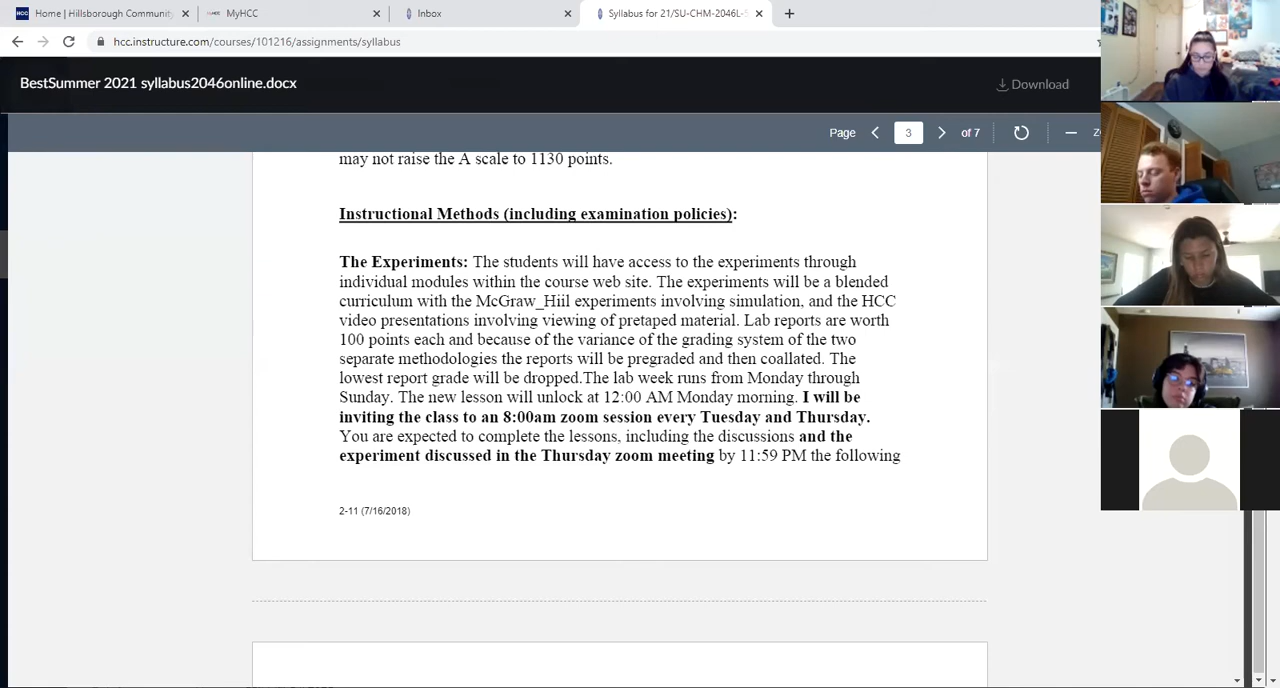 Home | Hillsborough Community
MyHCC
Inbox
Syllabus for 21/SU-CHM-2046L-
hcc.instructure.com/courses/101216/assignments/syllabus
BestSummer 2021 syllabus2046online.docx
Download
Page 3 of 7
may not raise the A scale to 1130 points.
Instructional Methods (including examination policies):
The Experiments: The students will have access to the experiments through
individual modules within the course web site. The experiments will be a blended
curriculum with the McGraw_Hiil experiments involving simulation, and the HCC
video presentations involving viewing of pretaped material. Lab reports are worth
100 points each and because of the variance of the grading system of the two
separate methodologies the reports will be pregraded and then coallated. The
lowest report grade will be dropped.The lab week runs from Monday through
Sunday. The new lesson will unlock at 12:00 AM Monday morning. I will be
inviting the class to an 8:00am zoom session every Tuesday and Thursday.
You are expected to complete the lessons, including the discussions and the
experiment discussed in the Thursday zoom meeting by 11:59 PM the following
2-11 (7/16/2018)